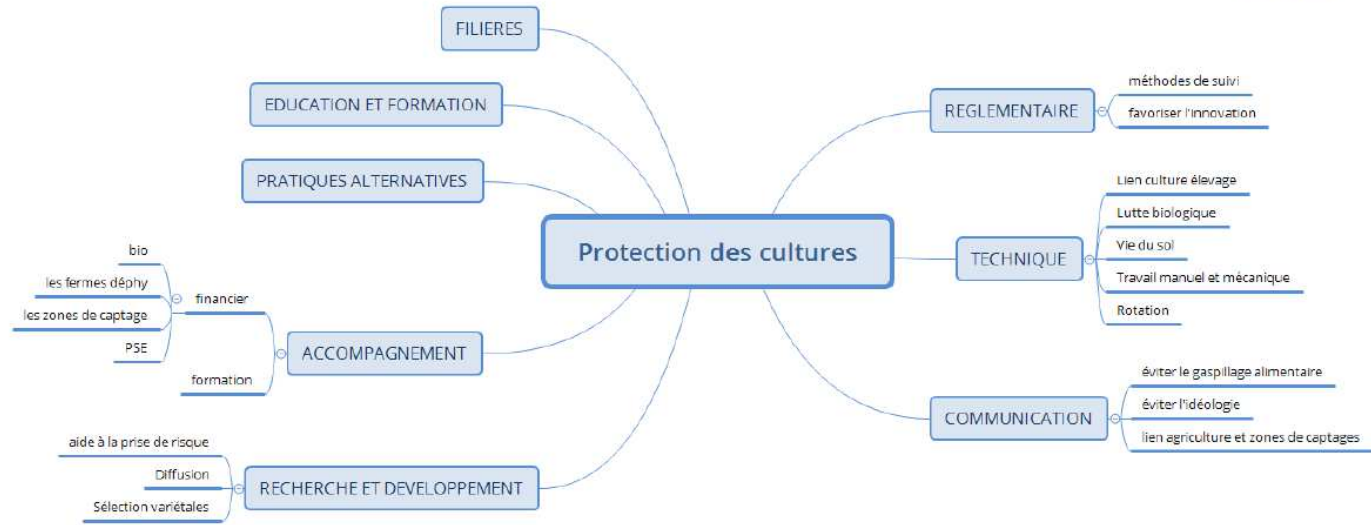 Protection des cultures
FILIERES
EDUCATION ET FORMATION
PRATIQUES ALTERNATIVES
ACCOMPAGNEMENT
financier
bio
les fermes déphy
les zones de captage
PSE
formation
RECHERCHE ET DEVELOPPEMENT
aide à la prise de risque
Diffusion
Sélection variétales
REGLEMENTAIRE
méthodes de suivi
favoriser l'innovation
TECHNIQUE
Lien culture élevage
Lutte biologique
Vie du sol
Travail manuel et mécanique
Rotation
COMMUNICATION
éviter le gaspillage alimentaire
éviter l'idéologie
lien agriculture et zones de captages